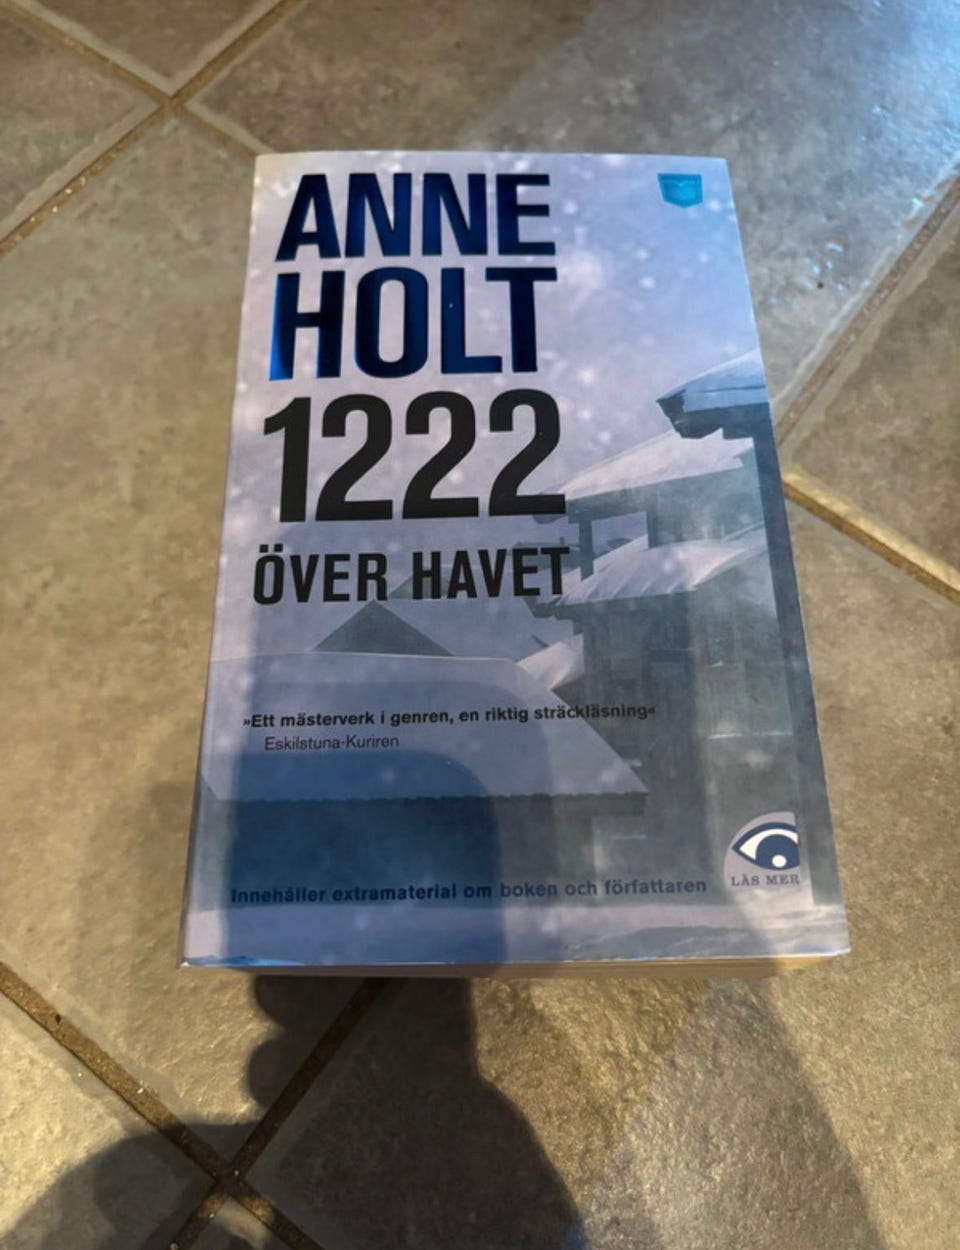 ANNE
HOLT
1222
ÖVER HAVET
»Ett mästerverk i genren, en riktig sträckläsning«
Eskilstuna-Kuriren
Innehåller extramaterial om boken och författaren
LÄS MER